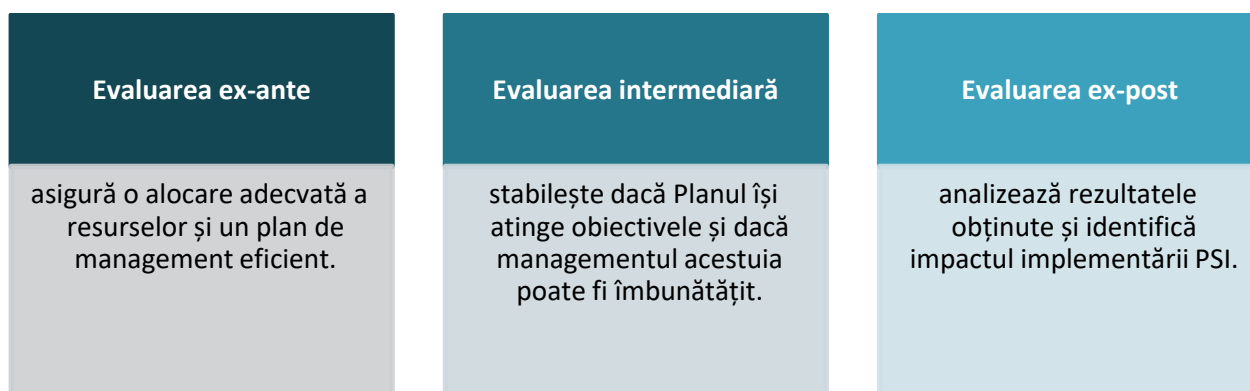 Evaluarea ex-ante
asigură o alocare adecvată a
resurselor și un plan de
management eficient.
Evaluarea intermediară
stabilește dacă Planul își
atinge obiectivele și dacă
managementul acestuia
poate fi îmbunătățit.
Evaluarea ex-post
analizează rezultatele
obținute și identifică
impactul implementării PSI.